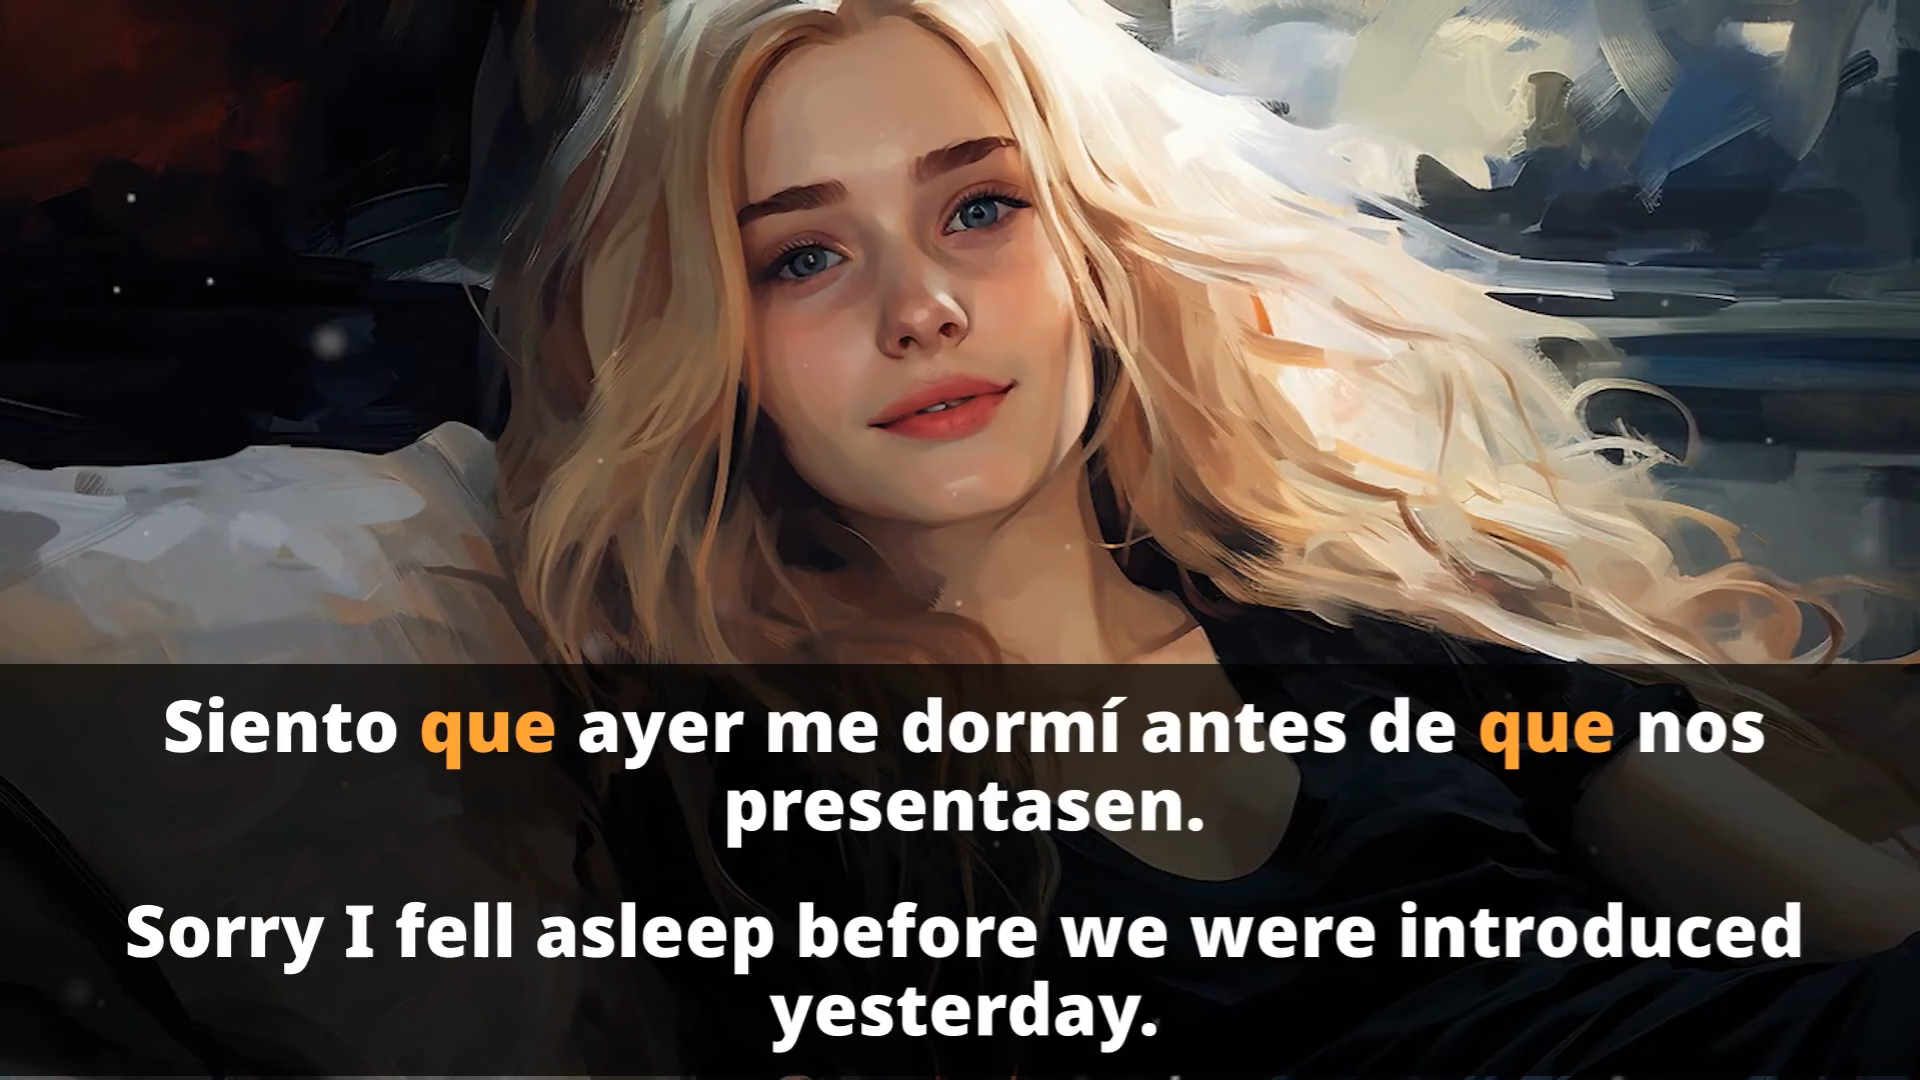 Siento que ayer me dormí antes de que nos
presentasen.
Sorry I fell asleep before we were introduced
yesterday.